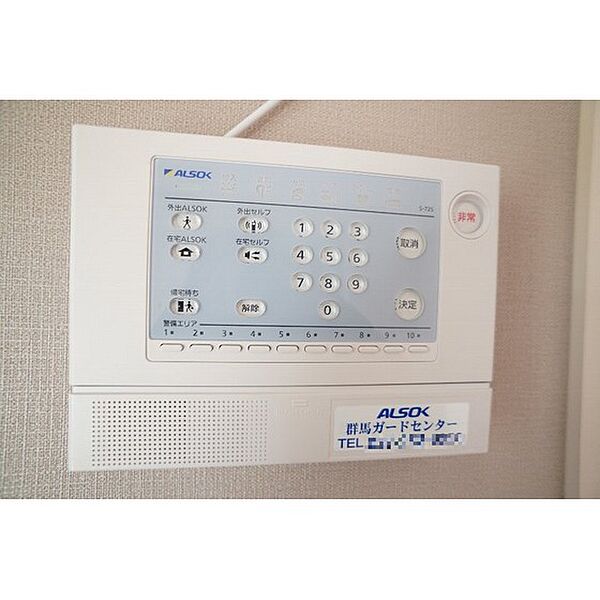 ALSOK
S-725
非常
外出ALSOK
外出セルフ
1 2 3
取消
在宅ALSOK
在宅セルフ
4 5 6
7 8 9
帰宅待ち
解除
0
決定
警備エリア
1 2 3 4 5 6 7 8 9 10
ALSOK
群馬ガードセンター
TEL